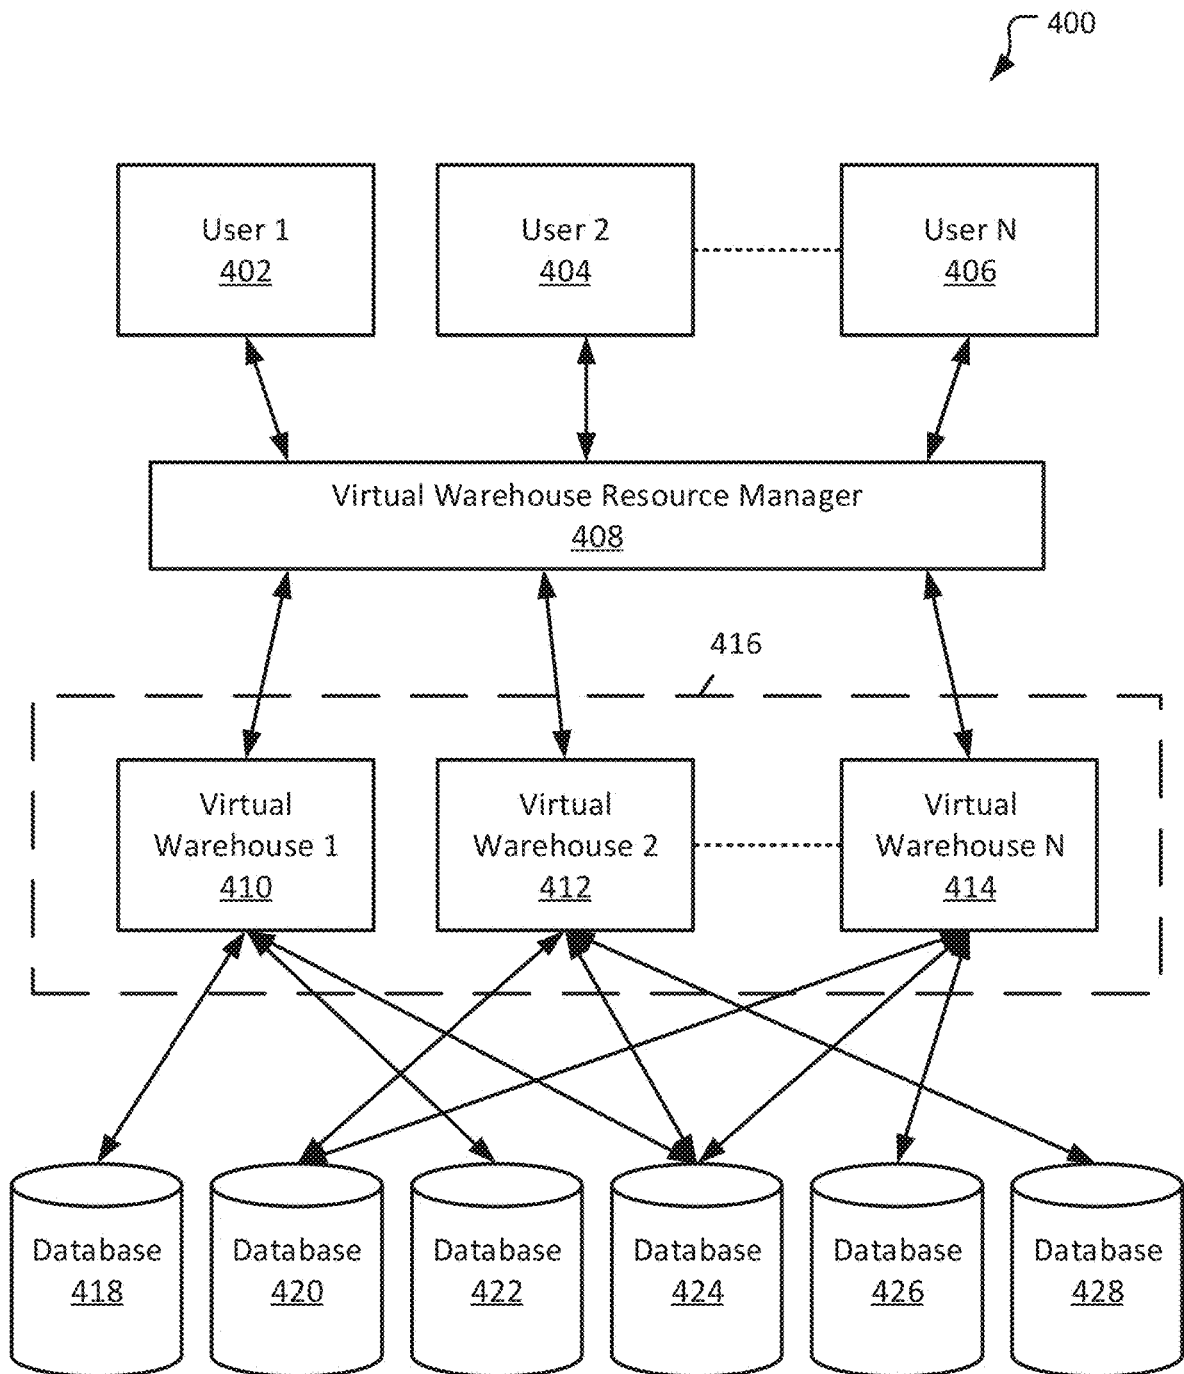 400
User 1
402
User 2
404
User N
406
Virtual Warehouse Resource Manager
408
416
Virtual
Warehouse 1
410
Virtual
Warehouse 2
412
Virtual
Warehouse N
414
Database
418
Database
420
Database
422
Database
424
Database
426
Database
428